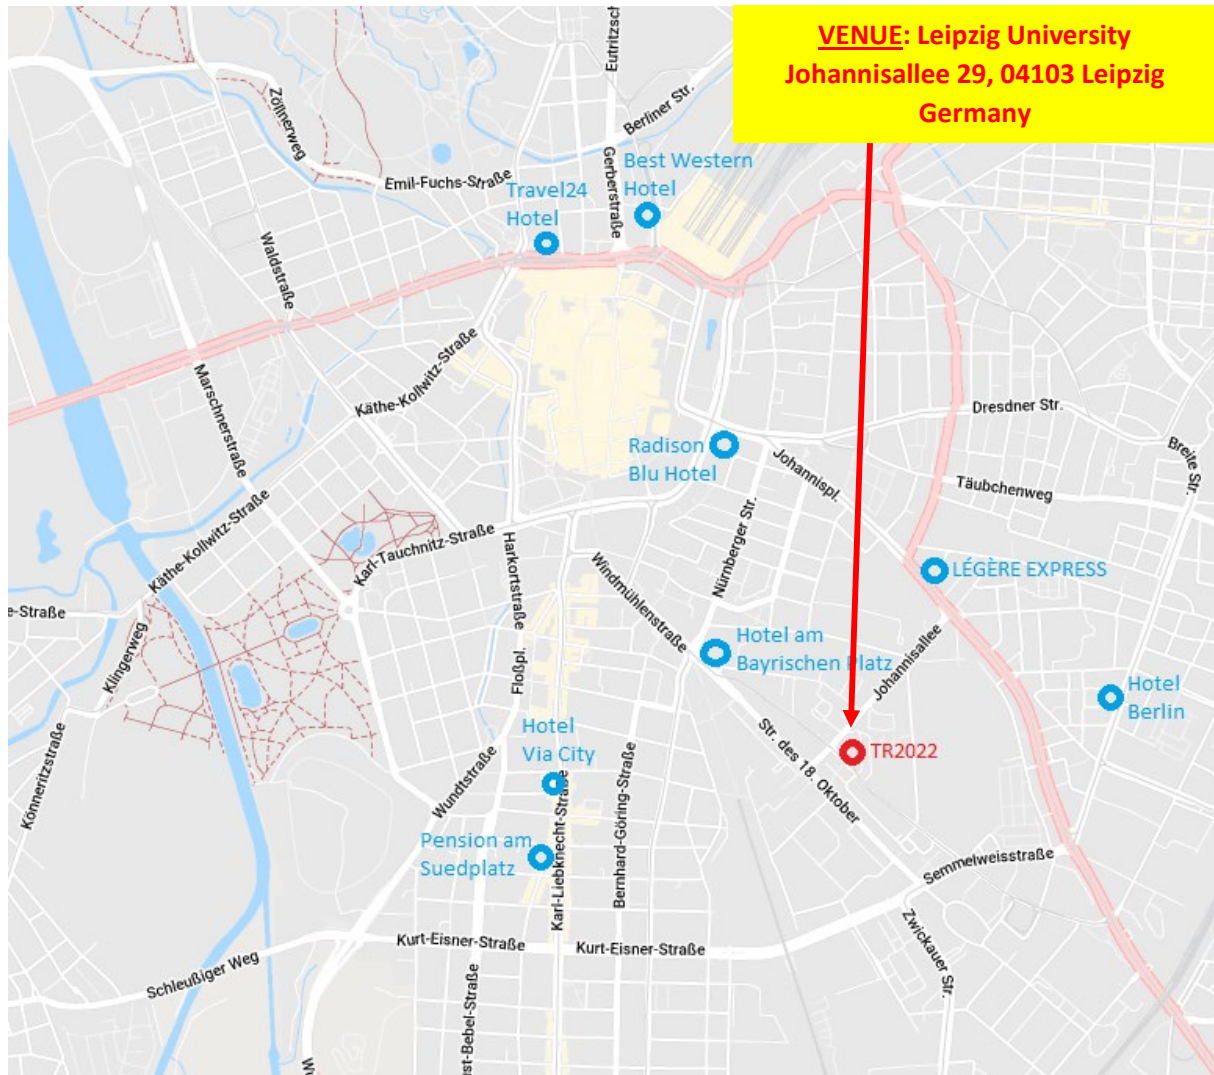 VENUE: Leipzig University
Johannisallee 29, 04103 Leipzig
Germany
Eutritzsch
Zöllnerweg
Berliner Str.
Gerberstraße
Best Western
Hotel
Emil-Fuchs-Straße
Travel24
Hotel
Waldstraße
Marschnerstraße
Käthe-Kollwitz-Straße
Dresdner Str.
Breite Str.
Radison
Blu Hotel
Johannispl.
Täubchenweg
Käthe-Kollwitz-Straße
Karl-Tauchnitz-Straße
Harkortstraße
Nürnberger Str.
Windmühlenstraße
LÉGÈRE EXPRESS
e-Straße
Klingerweg
Floßpl.
Hotel am
Bayrischen Platz
Johannisallee
Hotel
Berlin
Könneritzstraße
Hotel
Via City
Str. des 18. Oktober
TR2022
Wundtstraße
Karl-Liebknecht-Straße
Bernhard-Göring-Straße
Pension am
Suedplatz
Semmelweisstraße
Zwickauer Str.
Kurt-Eisner-Straße
Kurt-Eisner-Straße
Schleußiger Weg
st-Bebel-Straße